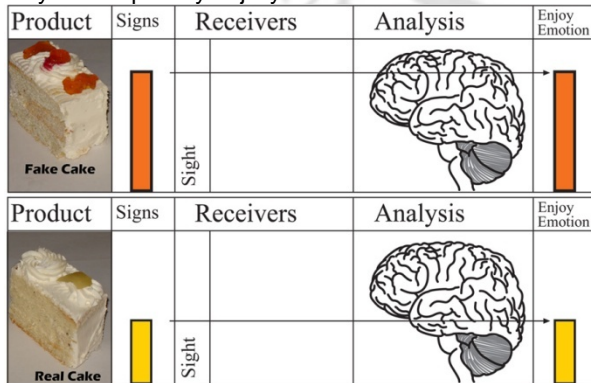 Product Signs Receivers Analysis Enjoy
Emotion
Sight
Fake Cake
Product Signs Receivers Analysis Enjoy
Emotion
Sight
Real Cake